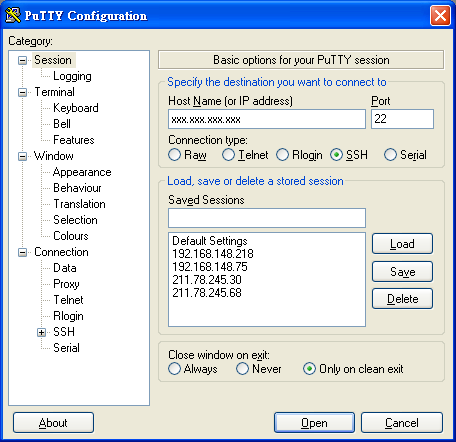 PuTTY Configuration
Category:
Session
Logging
Terminal
Keyboard
Bell
Features
Window
Appearance
Behaviour
Translation
Selection
Colours
Connection
Data
Proxy
Telnet
Rlogin
SSH
Serial
Basic options for your PuTTY session
Specify the destination you want to connect to
Host Name (or IP address) Port
xxx.xxx.xxx.xxx 22
Connection type:
Raw Telnet Rlogin SSH Serial
Load, save or delete a stored session
Saved Sessions
Default Settings
192.168.148.218
192.168.148.75
211.78.245.30
211.78.245.68
Load
Save
Delete
Close window on exit:
Always Never Only on clean exit
About Open Cancel